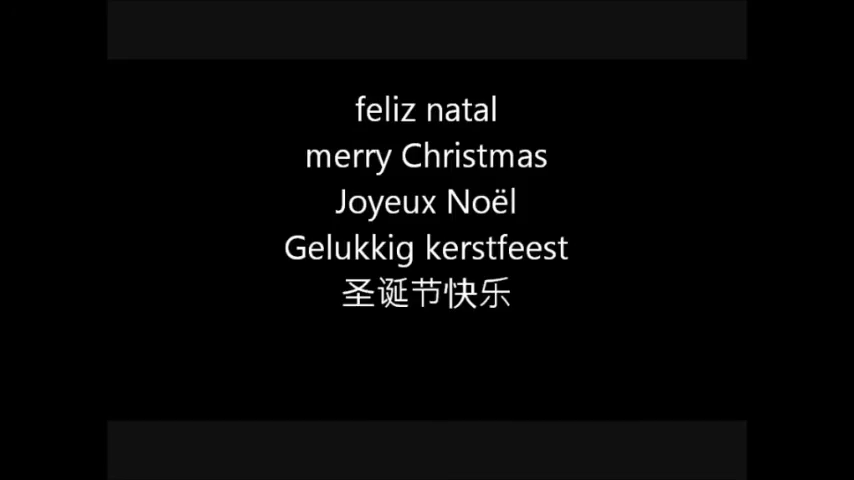 feliz natal
merry Christmas
Joyeux Noël
Gelukkig kerstfeest
圣诞节快乐